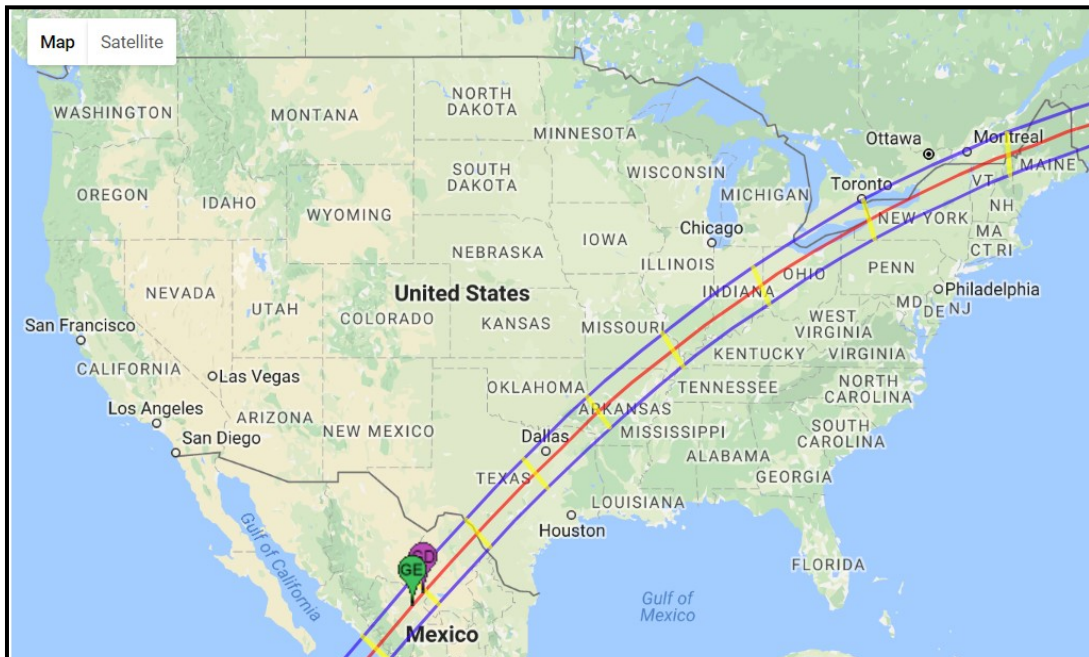 Map Satellite
WASHINGTON
MONTANA
NORTH
DAKOTA
MINNESOTA
Ottawa
Montreal
MAINE
OREGON
IDAHO
SOUTH
DAKOTA
WISCONSIN
MICHIGAN
Toronto
VT
NH
WYOMING
NEW YORK
MA
CT RI
IOWA
Chicago
NEBRASKA
ILLINOIS
INDIANA
OHIO
PENN
Philadelphia
NEVADA
UTAH
COLORADO
United States
KANSAS
MISSOURI
WEST
VIRGINIA
MD
DE
NJ
San Francisco
CALIFORNIA
Las Vegas
KENTUCKY
VIRGINIA
OKLAHOMA
TENNESSEE
NORTH
CAROLINA
Los Angeles
ARIZONA
NEW MEXICO
ARKANSAS
San Diego
Dallas
MISSISSIPPI
SOUTH
CAROLINA
ALABAMA
TEXAS
GEORGIA
LOUISIANA
Houston
Gulf of California
GD
GE
FLORIDA
Gulf of
Mexico
Mexico